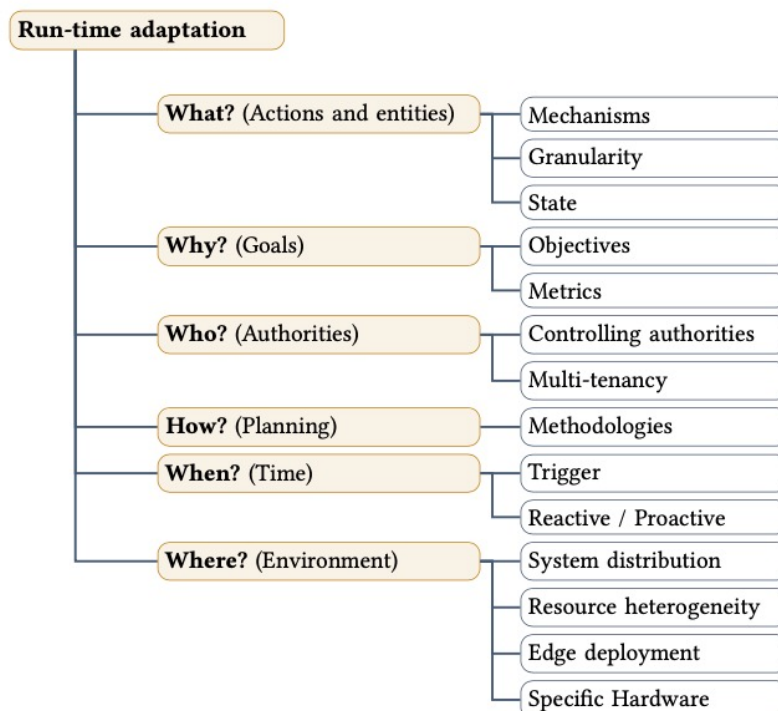 Run-time adaptation
What? (Actions and entities)
Mechanisms
Granularity
State
Why? (Goals)
Objectives
Metrics
Who? (Authorities)
Controlling authorities
Multi-tenancy
How? (Planning)
Methodologies
When? (Time)
Trigger
Reactive / Proactive
Where? (Environment)
System distribution
Resource heterogeneity
Edge deployment
Specific Hardware